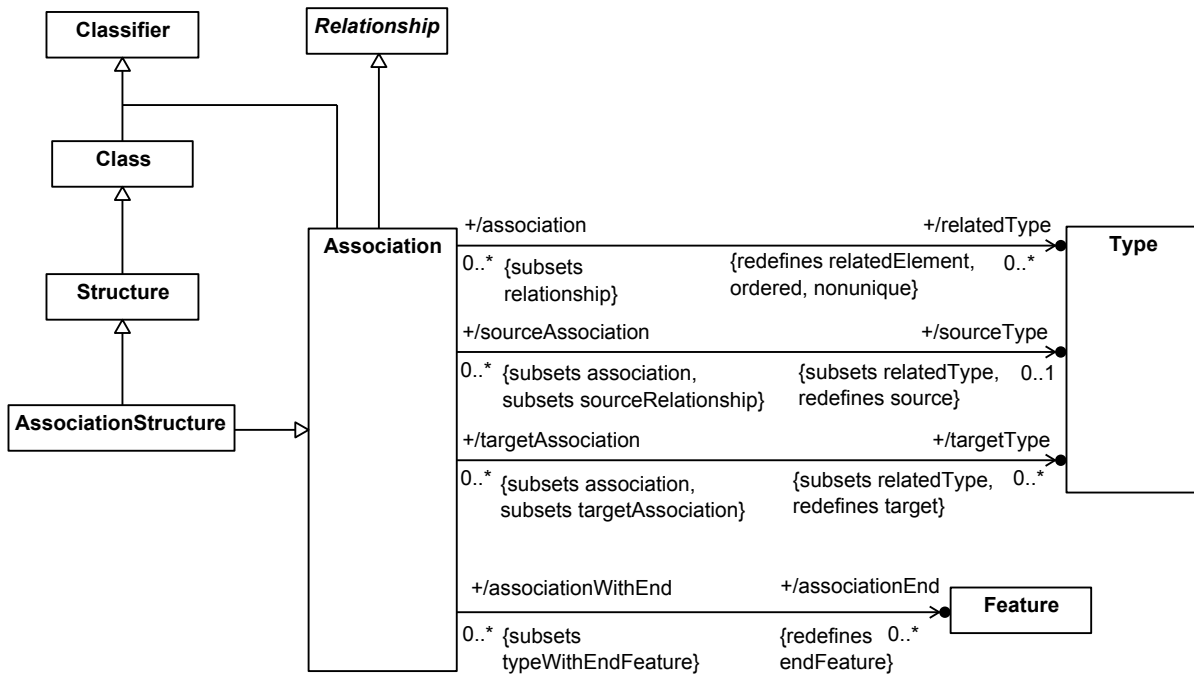 Classifier
Relationship
Class
Structure
AssociationStructure
Association
Type
Feature
+/association
+/relatedType
0..*
{subsets
relationship}
{redefines relatedElement,
ordered, nonunique}
0..*
+/sourceAssociation
+/sourceType
0..*
{subsets association,
subsets sourceRelationship}
{subsets relatedType,
redefines source}
0..1
+/targetAssociation
+/targetType
0..*
{subsets association,
subsets targetAssociation}
{subsets relatedType,
redefines target}
0..*
+/associationWithEnd
+/associationEnd
0..*
{subsets
typeWithEndFeature}
{redefines
endFeature}
0..*